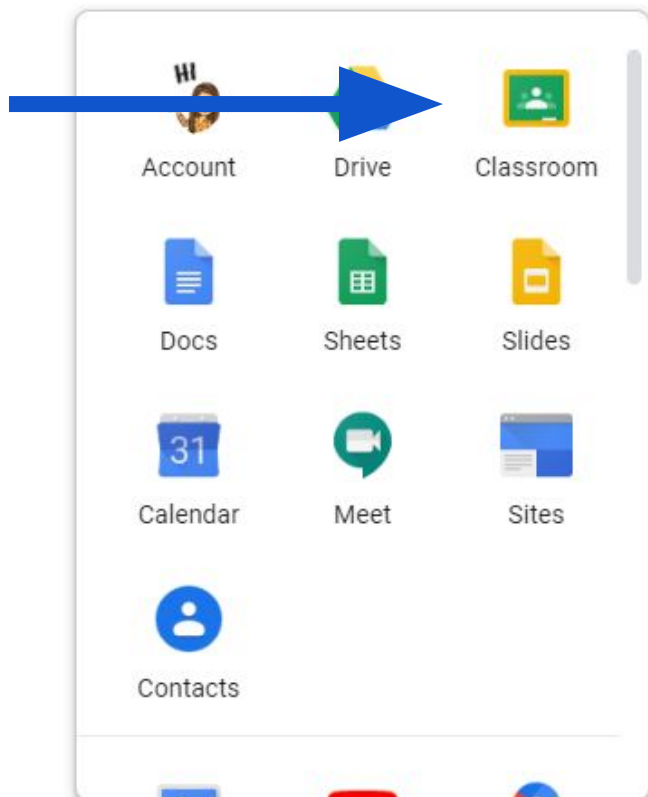 HI
Account Drive Classroom
Docs Sheets Slides
31
Calendar Meet Sites
Contacts